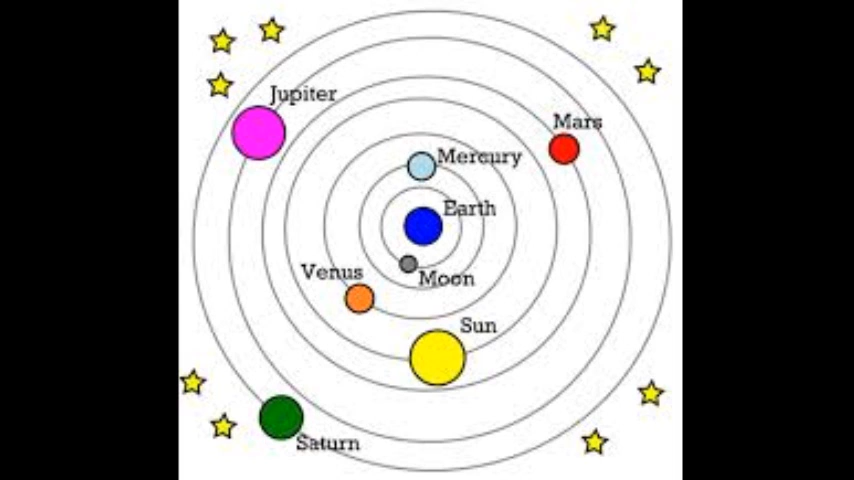 Jupiter
Mars
Mercury
Earth
Venus
Moon
Sun
Saturn